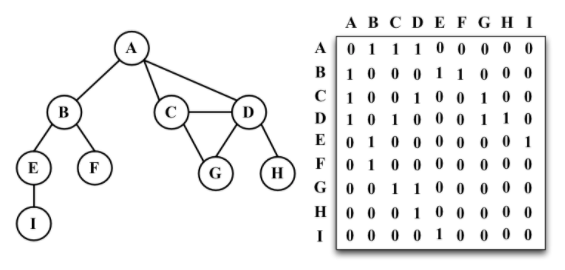 A
B C D
E F G H
I
A B C D E F G H I
A 0 1 1 1 0 0 0 0 0
B 1 0 0 0 1 1 0 0 0
C 1 0 0 1 0 0 1 0 0
D 1 0 1 0 0 0 1 1 0
E 0 1 0 0 0 0 0 0 1
F 0 1 0 0 0 0 0 0 0
G 0 0 1 1 0 0 0 0 0
H 0 0 0 1 0 0 0 0 0
I 0 0 0 0 1 0 0 0 0